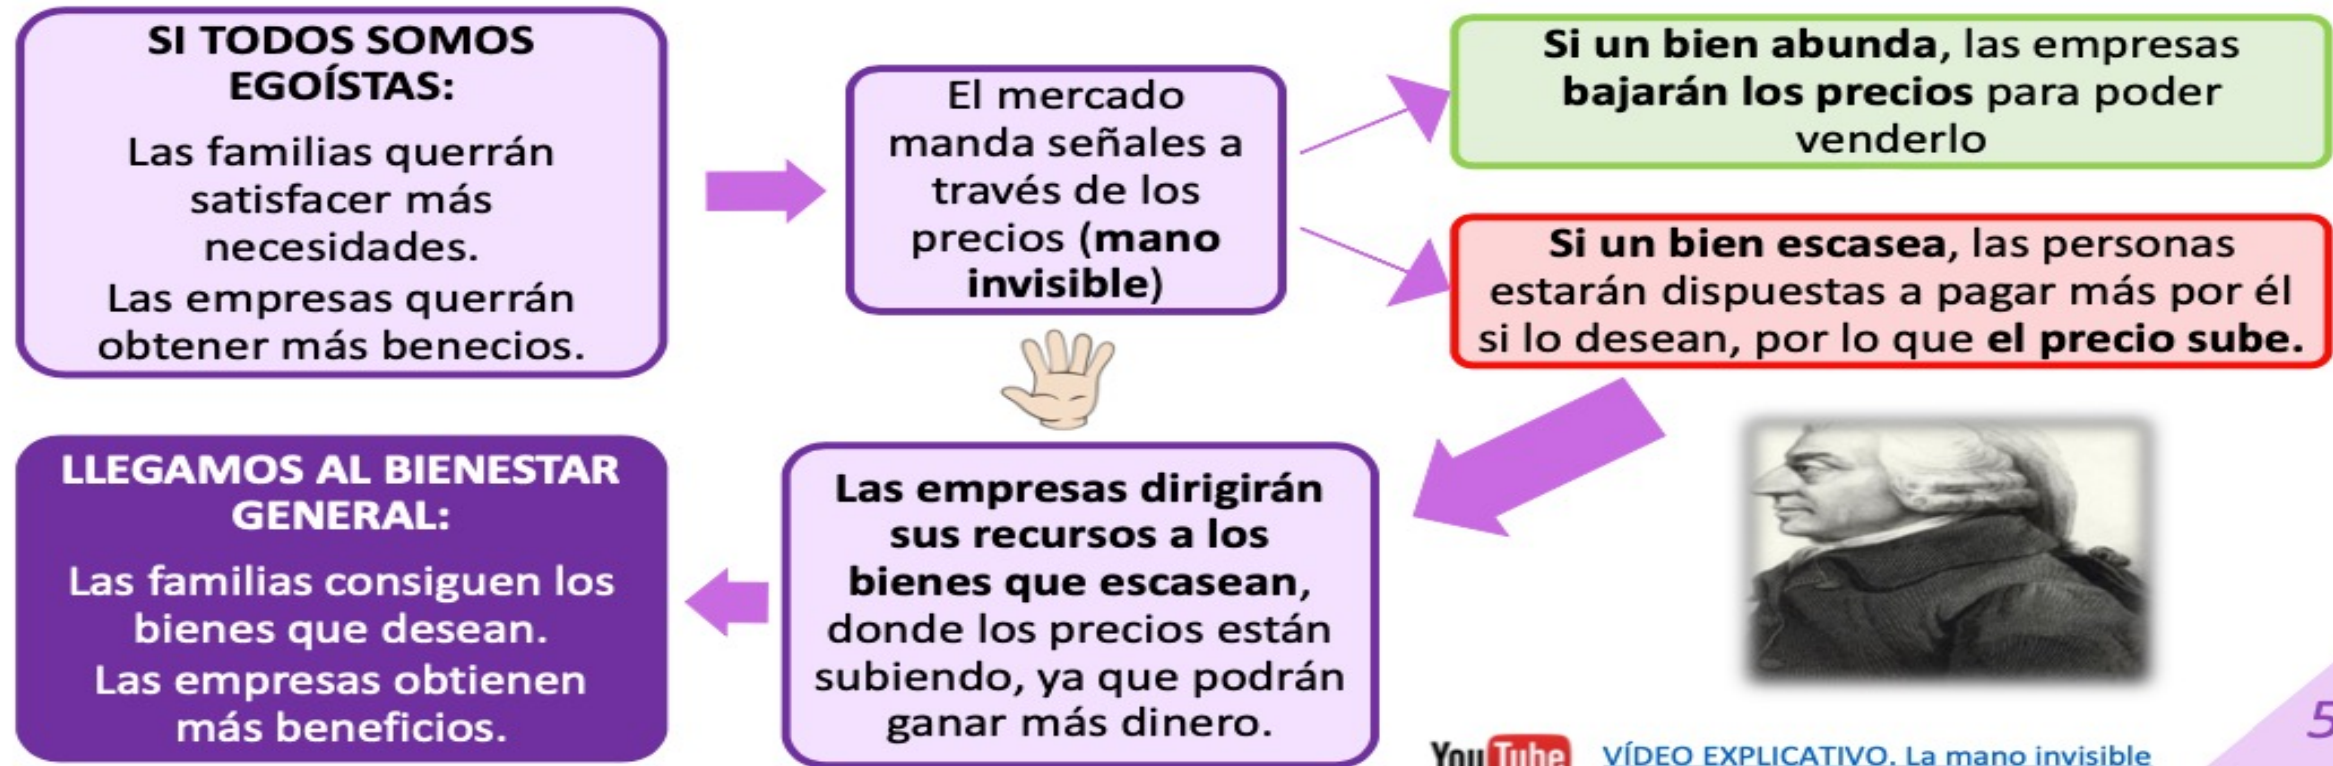 SI TODOS SOMOS
EGOÍSTAS:
Las familias querrán
satisfacer más
necesidades.
Las empresas querrán
obtener más benecios.
El mercado
manda señales a
través de los
precios (mano
invisible)
Si un bien abunda, las empresas
bajarán los precios para poder
venderlo
Si un bien escasea, las personas
estarán dispuestas a pagar más por él
si lo desean, por lo que el precio sube.
Las empresas dirigirán
sus recursos a los
bienes que escasean,
donde los precios están
subiendo, ya que podrán
ganar más dinero.
LLEGAMOS AL BIENESTAR
GENERAL:
Las familias consiguen los
bienes que desean.
Las empresas obtienen
más beneficios.
YouTube VÍDEO EXPLICATIVO. La mano invisible
5